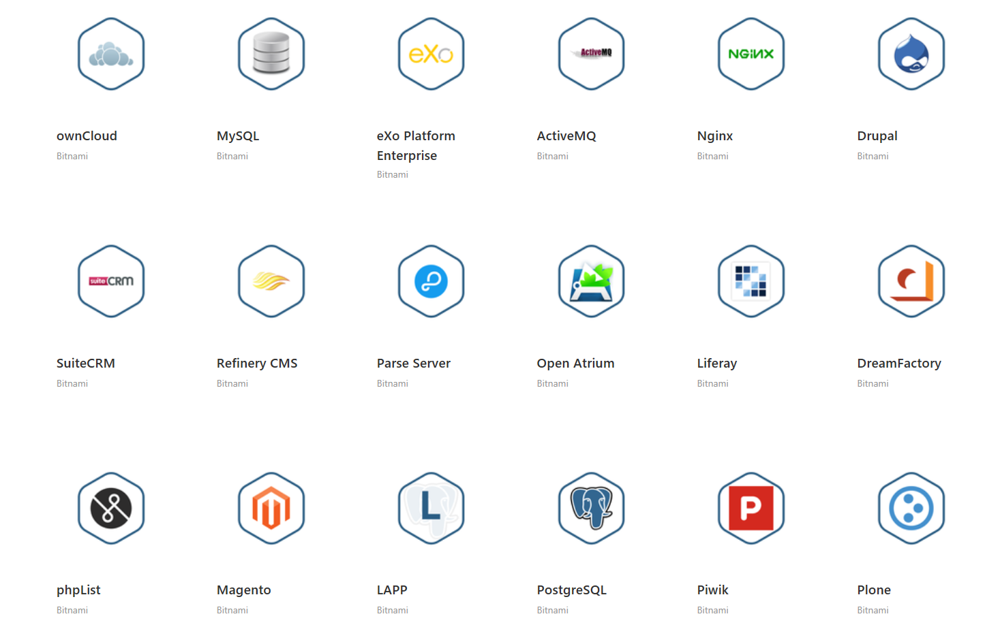 eXo
ActiveMQ
NGiNX
ownCloud
MySQL
eXo Platform
Enterprise
ActiveMQ
Nginx
Drupal
Bitnami
Bitnami
Bitnami
Bitnami
Bitnami
Bitnami
suiteCRM
SuiteCRM
Refinery CMS
Parse Server
Open Atrium
Liferay
DreamFactory
Bitnami
Bitnami
Bitnami
Bitnami
Bitnami
Bitnami
L
P
phpList
Magento
LAPP
PostgreSQL
Piwik
Plone
Bitnami
Bitnami
Bitnami
Bitnami
Bitnami
Bitnami